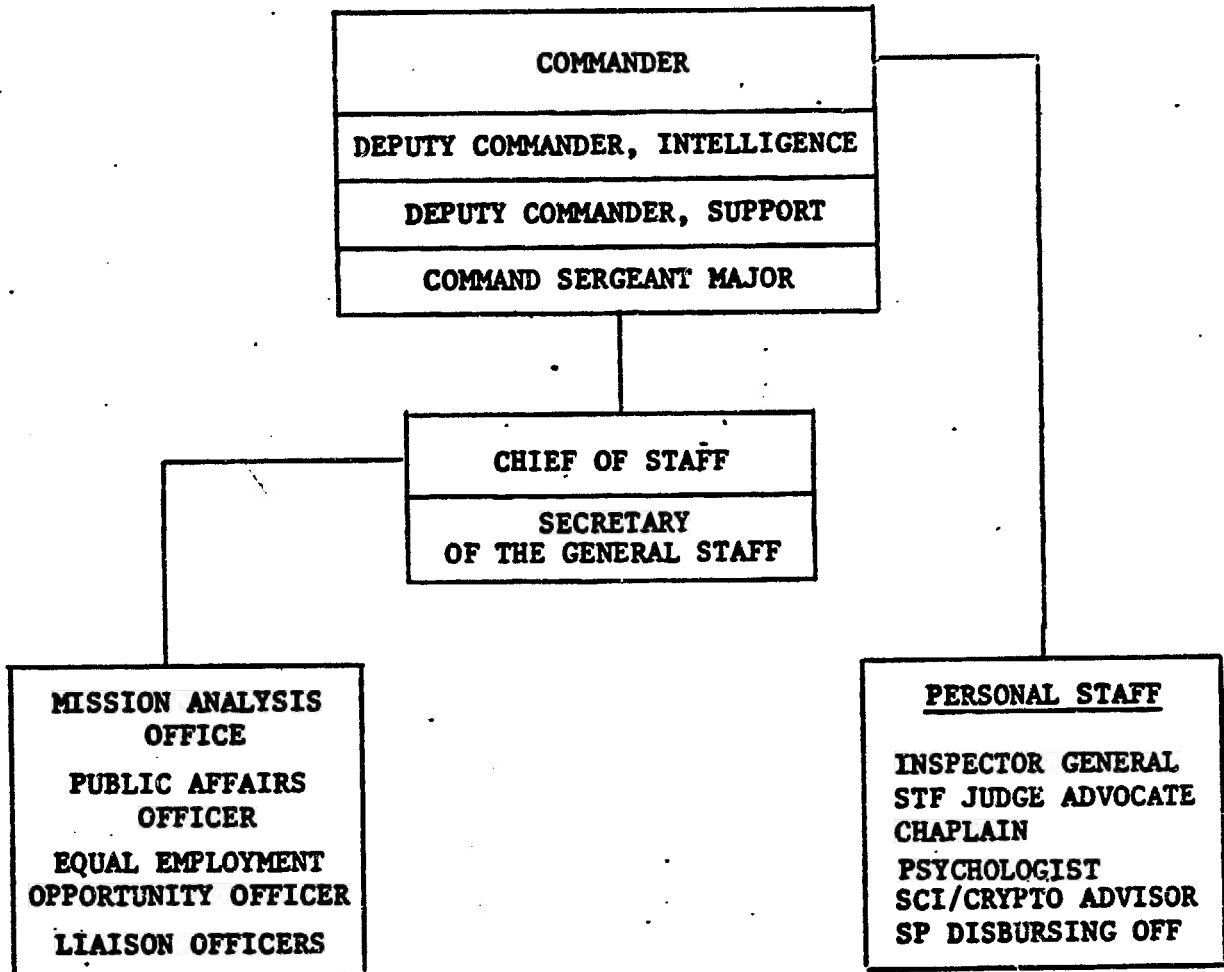 COMMANDER
DEPUTY COMMANDER, INTELLIGENCE
DEPUTY COMMANDER, SUPPORT
COMMAND SERGEANT MAJOR
CHIEF OF STAFF
SECRETARY
OF THE GENERAL STAFF
MISSION ANALYSIS
OFFICE
PUBLIC AFFAIRS
OFFICER
EQUAL EMPLOYMENT
OPPORTUNITY OFFICER
LIAISON OFFICERS
PERSONAL STAFF
INSPECTOR GENERAL
STF JUDGE ADVOCATE
CHAPLAIN
PSYCHOLOGIST
SCI/CRYPTO ADVISOR
SP DISBURSING OFF